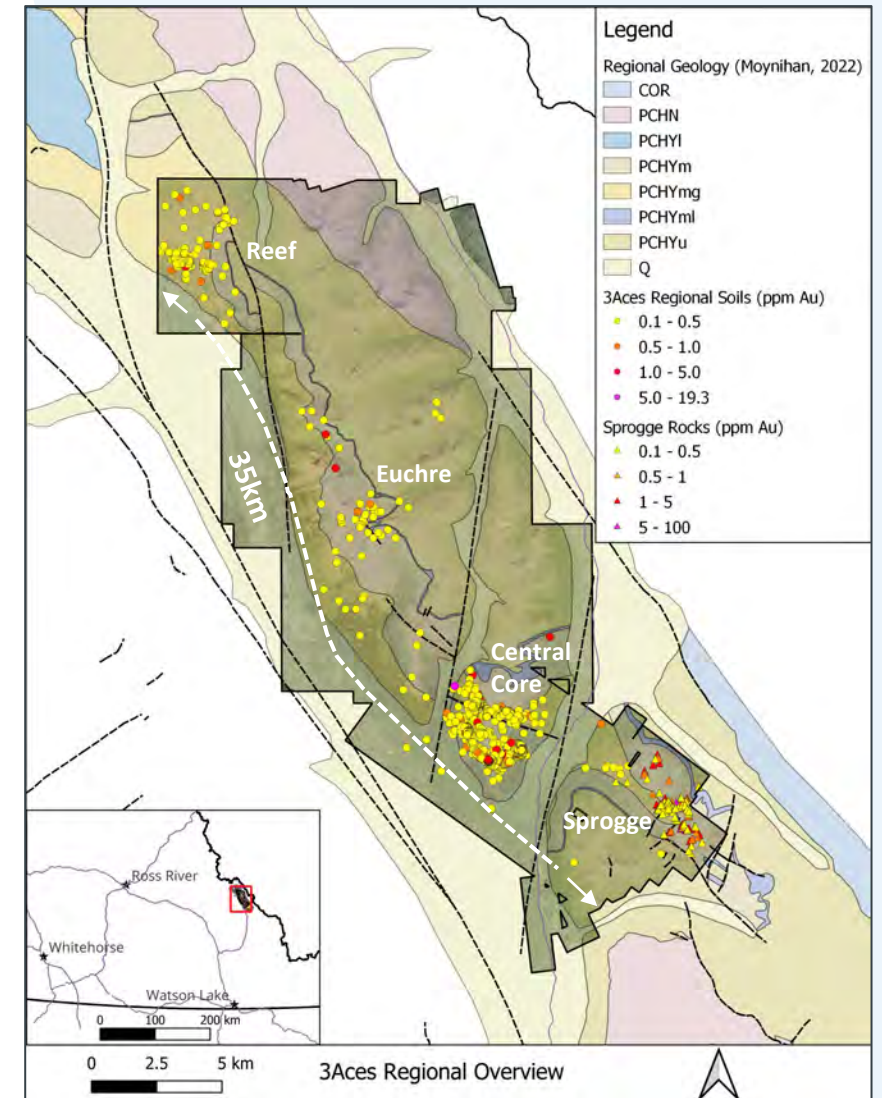 Legend
Regional Geology (Moynihan, 2022)
COR
PCHN
PCHYl
PCHYm
PCHYmg
PCHYml
PCHYu
Q
3Aces Regional Soils (ppm Au)
0.1 - 0.5
0.5 - 1.0
1.0 - 5.0
5.0 - 19.3
Sprogge Rocks (ppm Au)
0.1 - 0.5
0.5 - 1
1 - 5
5 - 100
Reef
35km
Euchre
Central
Core
Sprogge
Ross River
Whitehorse
Watson Lake
0 100 200 km
0 2.5 5 km
3Aces Regional Overview